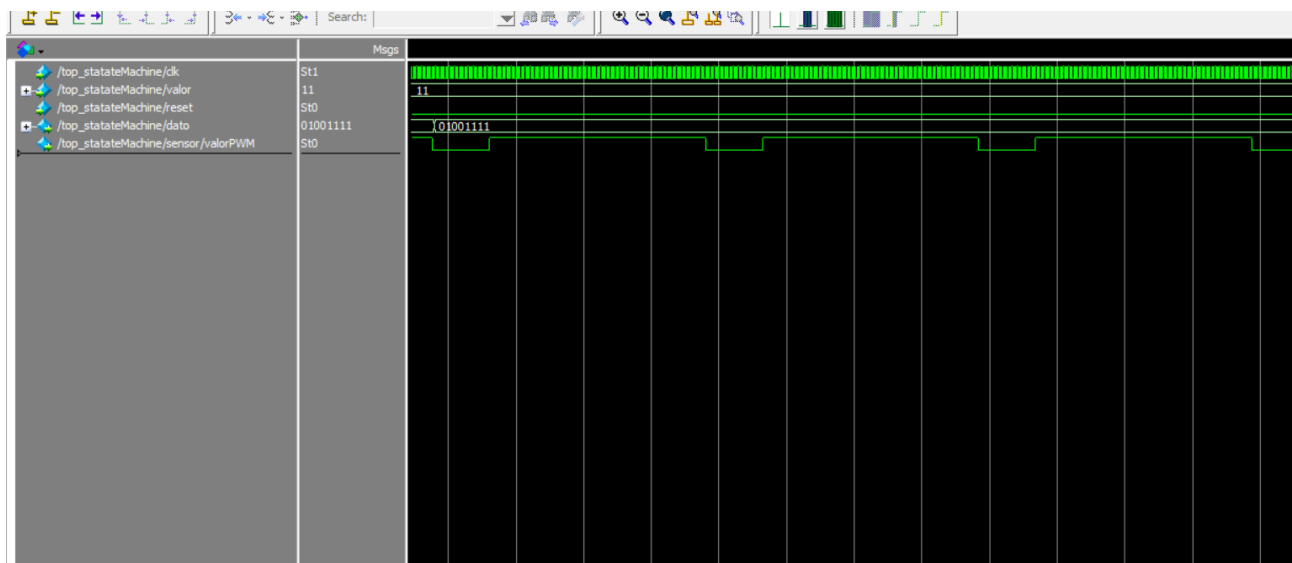 Search:
Msgs
/top_statateMachine/clk St1
/top_statateMachine/valor 11 11
/top_statateMachine/reset St0
/top_statateMachine/dato 01001111 01001111
/top_statateMachine/sensor/valorPWM St0